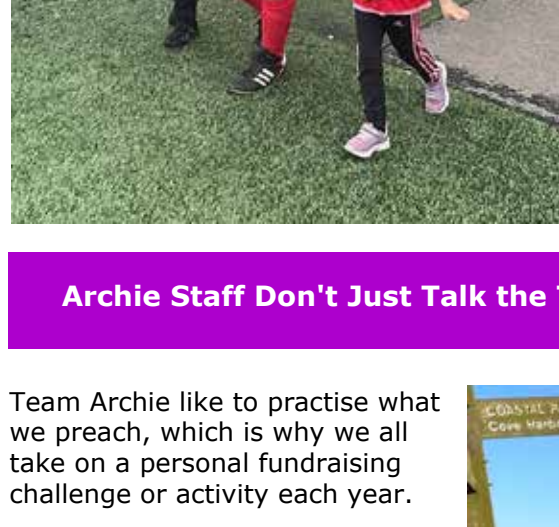 Archie Staff Don't Just Talk the
Team Archie like to practise what
we preach, which is why we all
take on a personal fundraising
challenge or activity each year.
COASTAL
Cove Harbo